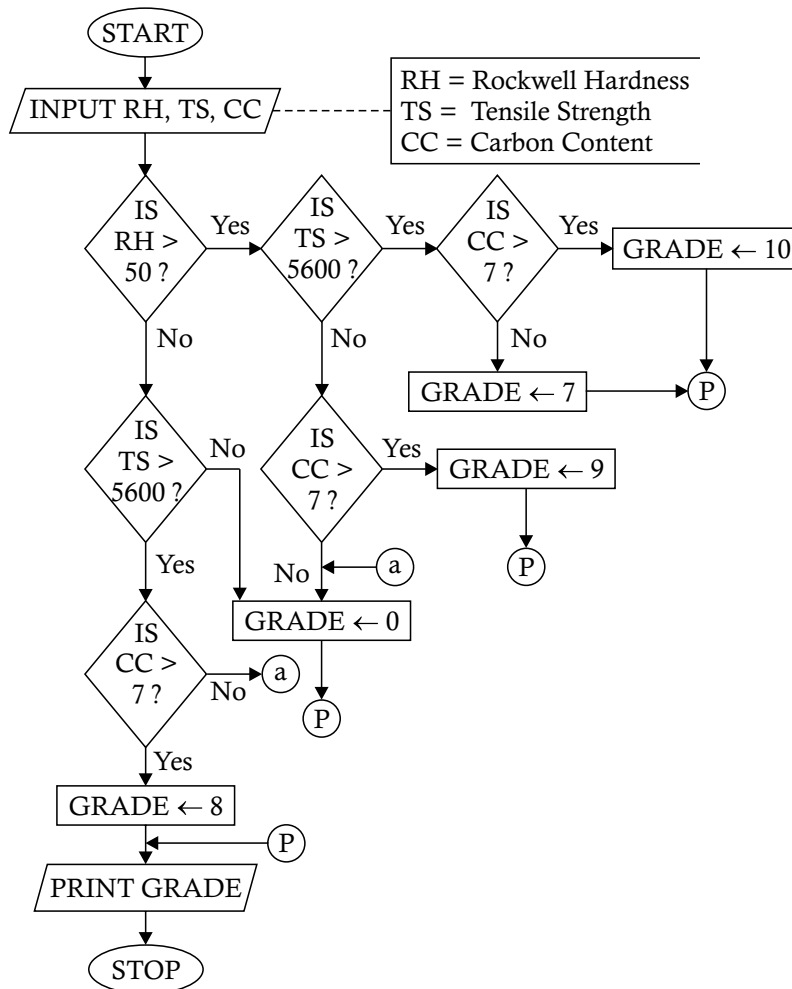 START
INPUT RH, TS, CC
RH = Rockwell Hardness
TS = Tensile Strength
CC = Carbon Content
IS
RH >
50 ?
Yes
IS
TS >
5600 ?
Yes
IS
CC >
7 ?
Yes
GRADE ← 10
No
No
No
GRADE ← 7
P
IS
TS >
5600 ?
No
IS
CC >
7 ?
Yes
GRADE ← 9
P
Yes
No
a
GRADE ← 0
P
IS
CC >
7 ?
No
a
Yes
GRADE ← 8
P
PRINT GRADE
STOP